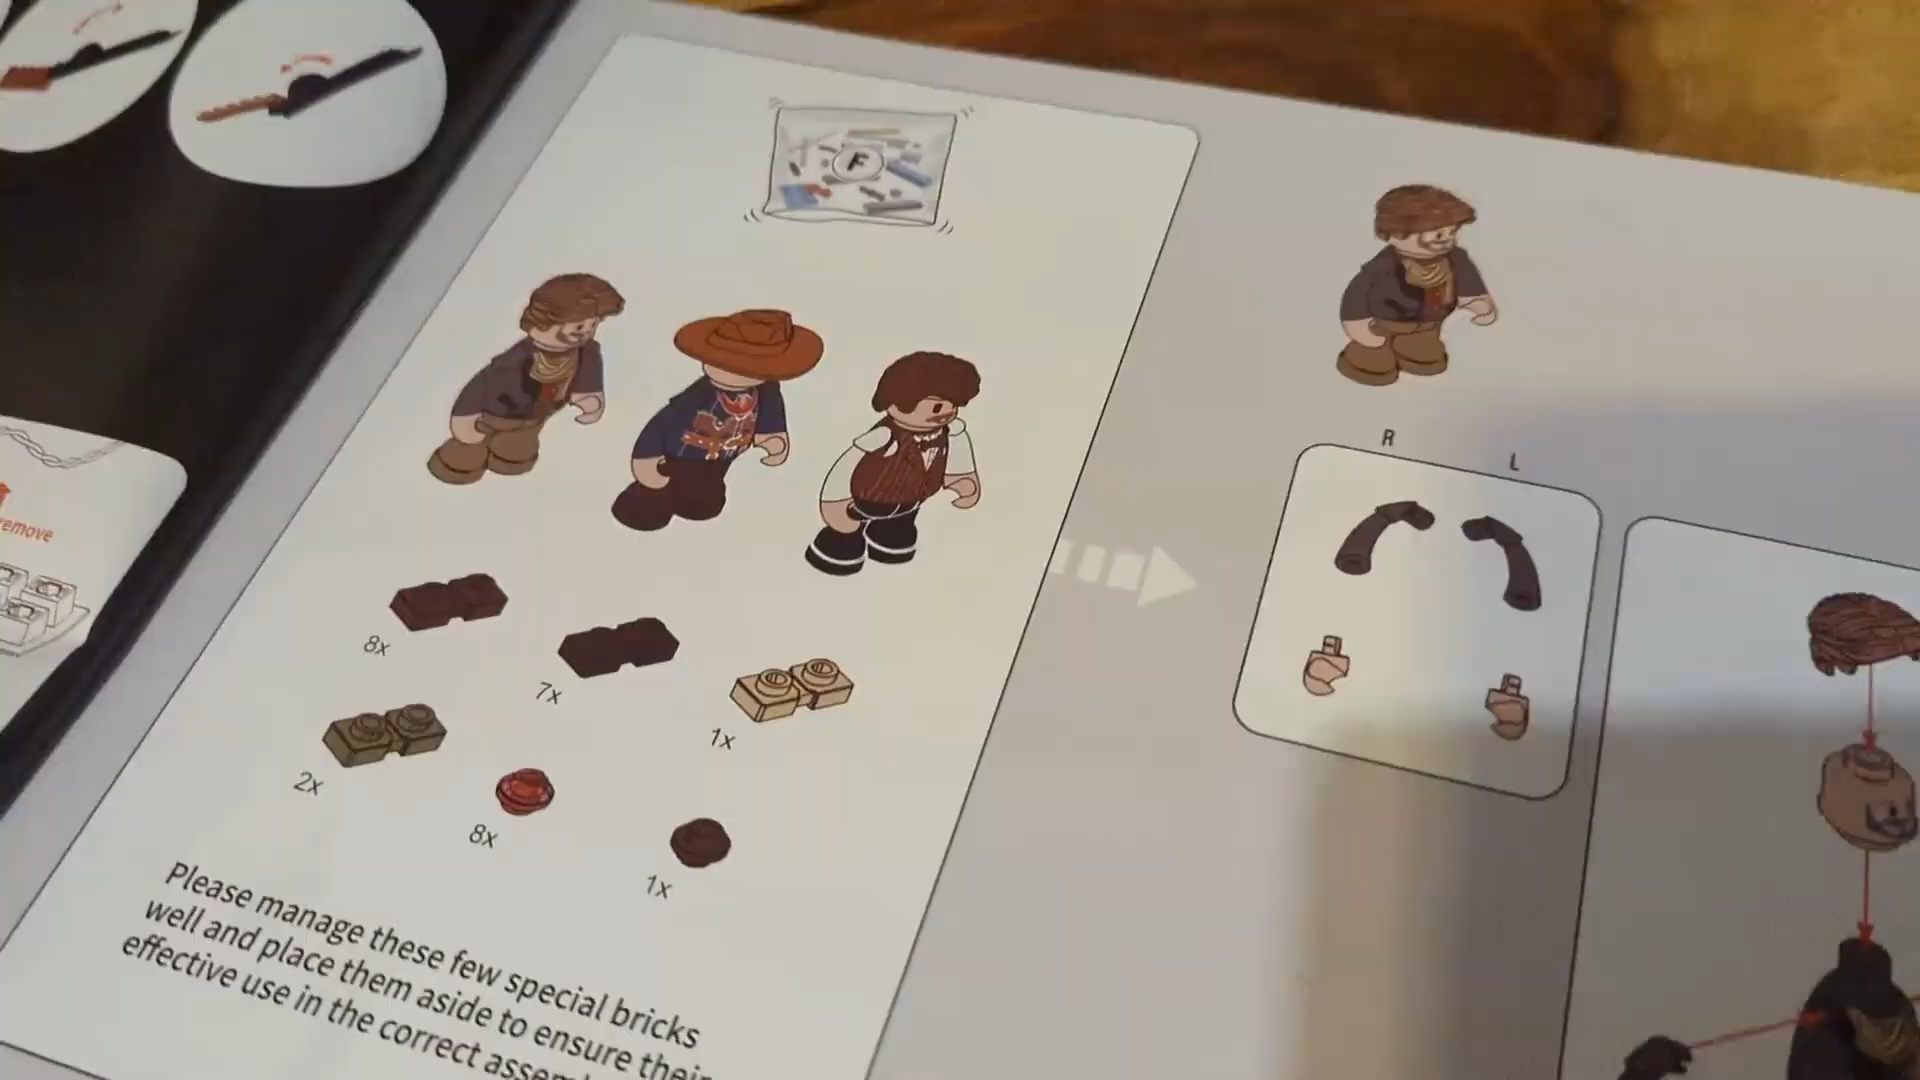 F
R
L
remove
8x
7x
1x
2x
8x
1x
Please manage these few special bricks
well and place them aside to ensure their
effective use in the correct